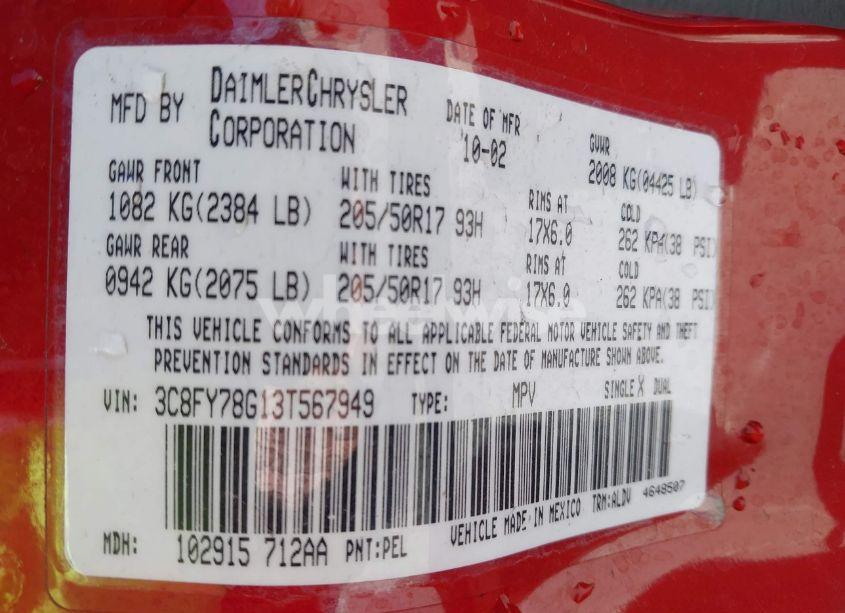 MFD BY DAIMLERCHRYSLER CORPORATION
DATE OF MFR 10-02
GVWR 2008 KG(04425 LB)
GAWR FRONT WITH TIRES RIMS AT COLD
1082 KG(2384 LB) 205/50R17 93H 17X6.0 262 KPA(38 PSI)
GAWR REAR WITH TIRES RIMS AT COLD
0942 KG(2075 LB) 205/50R17 93H 17X6.0 262 KPA(38 PSI)
THIS VEHICLE CONFORMS TO ALL APPLICABLE FEDERAL MOTOR VEHICLE SAFETY AND THEFT
PREVENTION STANDARDS IN EFFECT ON THE DATE OF MANUFACTURE SHOWN ABOVE.
VIN: 3C8FY78G13T567949 TYPE: MPV SINGLE X DUAL
VEHICLE MADE IN MEXICO TRM:ALDV 4648507
MDH: 102915 712AA PNT:PEL
wheelwise